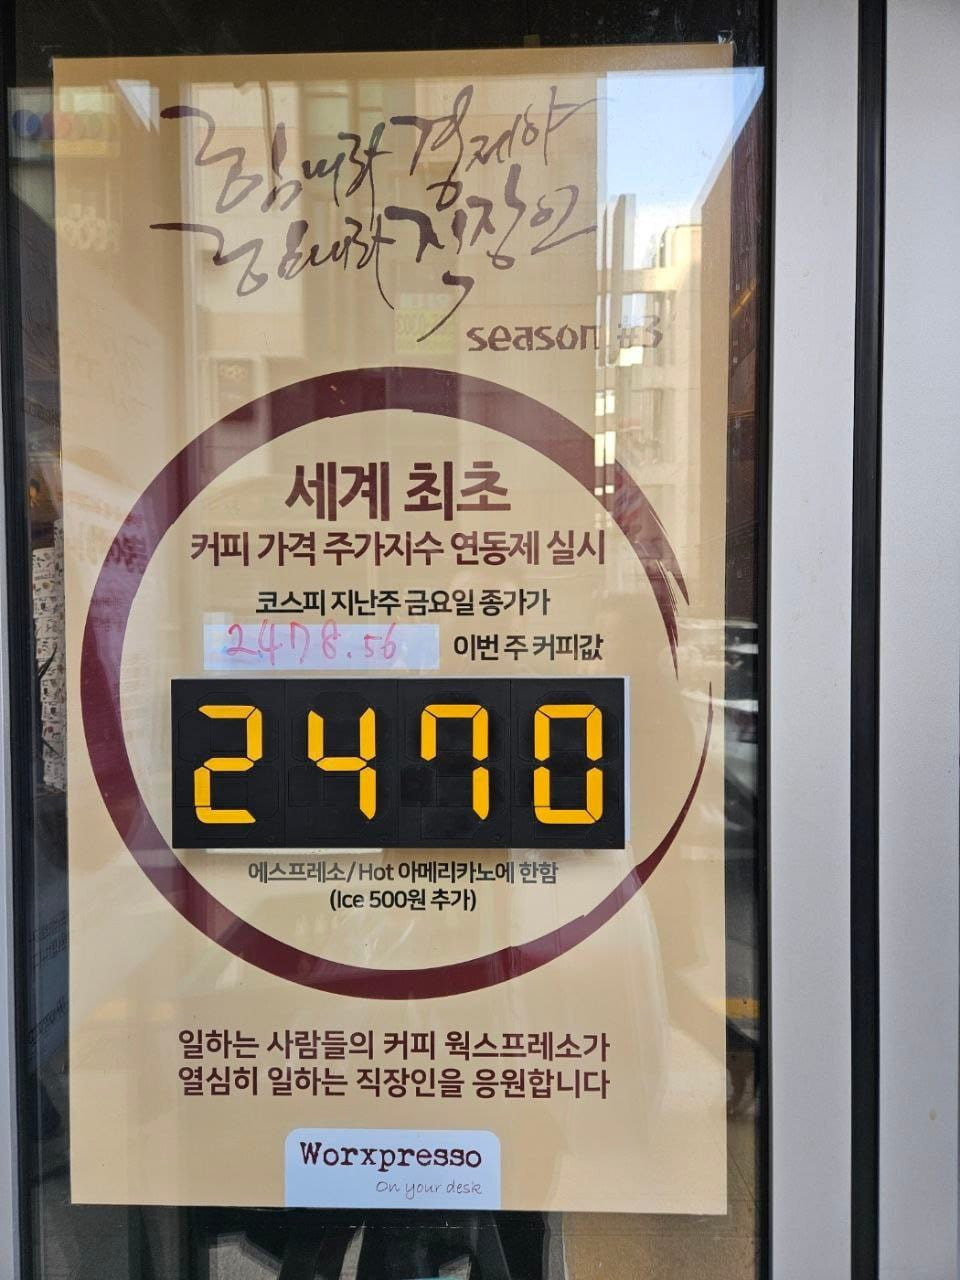 힘내라 경제야
힘내라 직장인
season #3
세계 최초
커피 가격 주가지수 연동제 실시
코스피 지난주 금요일 종가가
2478.56 이번 주 커피값
2470
에스프레소/Hot 아메리카노에 한함
(Ice 500원 추가)
일하는 사람들의 커피 웍스프레소가
열심히 일하는 직장인을 응원합니다
Worxpresso
On your desk